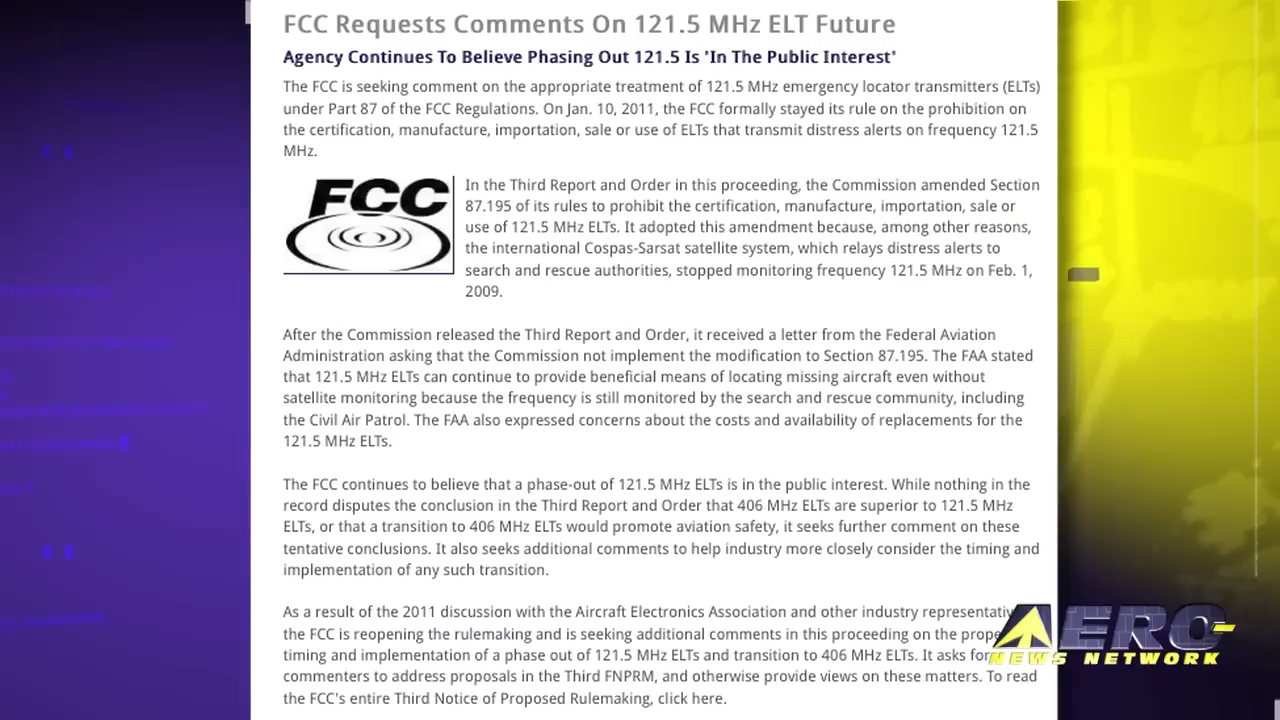 FCC Requests Comments On 121.5 MHz ELT Future
Agency Continues To Believe Phasing Out 121.5 Is 'In The Public Interest'
The FCC is seeking comment on the appropriate treatment of 121.5 MHz emergency locator transmitters (ELTs)
under Part 87 of the FCC Regulations. On Jan. 10, 2011, the FCC formally stayed its rule on the prohibition on
the certification, manufacture, importation, sale or use of ELTs that transmit distress alerts on frequency 121.5
MHz.
FCC
In the Third Report and Order in this proceeding, the Commission amended Section
87.195 of its rules to prohibit the certification, manufacture, importation, sale or
use of 121.5 MHz ELTs. It adopted this amendment because, among other reasons,
the international Cospas-Sarsat satellite system, which relays distress alerts to
search and rescue authorities, stopped monitoring frequency 121.5 MHz on Feb. 1,
2009.
After the Commission released the Third Report and Order, it received a letter from the Federal Aviation
Administration asking that the Commission not implement the modification to Section 87.195. The FAA stated
that 121.5 MHz ELTs can continue to provide beneficial means of locating missing aircraft even without
satellite monitoring because the frequency is still monitored by the search and rescue community, including
the Civil Air Patrol. The FAA also expressed concerns about the costs and availability of replacements for the
121.5 MHz ELTs.
The FCC continues to believe that a phase-out of 121.5 MHz ELTs is in the public interest. While nothing in the
record disputes the conclusion in the Third Report and Order that 406 MHz ELTs are superior to 121.5 MHz
ELTs, or that a transition to 406 MHz ELTs would promote aviation safety, it seeks further comment on these
tentative conclusions. It also seeks additional comments to help industry more closely consider the timing and
implementation of any such transition.
As a result of the 2011 discussion with the Aircraft Electronics Association and other industry
the FCC is reopening the rulemaking and is seeking additional comments in this proceeding on the
timing and implementation of a phase out of 121.5 MHz ELTs and transition to 406 MHz ELTs. It asks for
commenters to address proposals in the Third FNPRM, and otherwise provide views on these matters. To read
the FCC's entire Third Notice of Proposed Rulemaking, click here.
AERO-
NEWS NETWORK